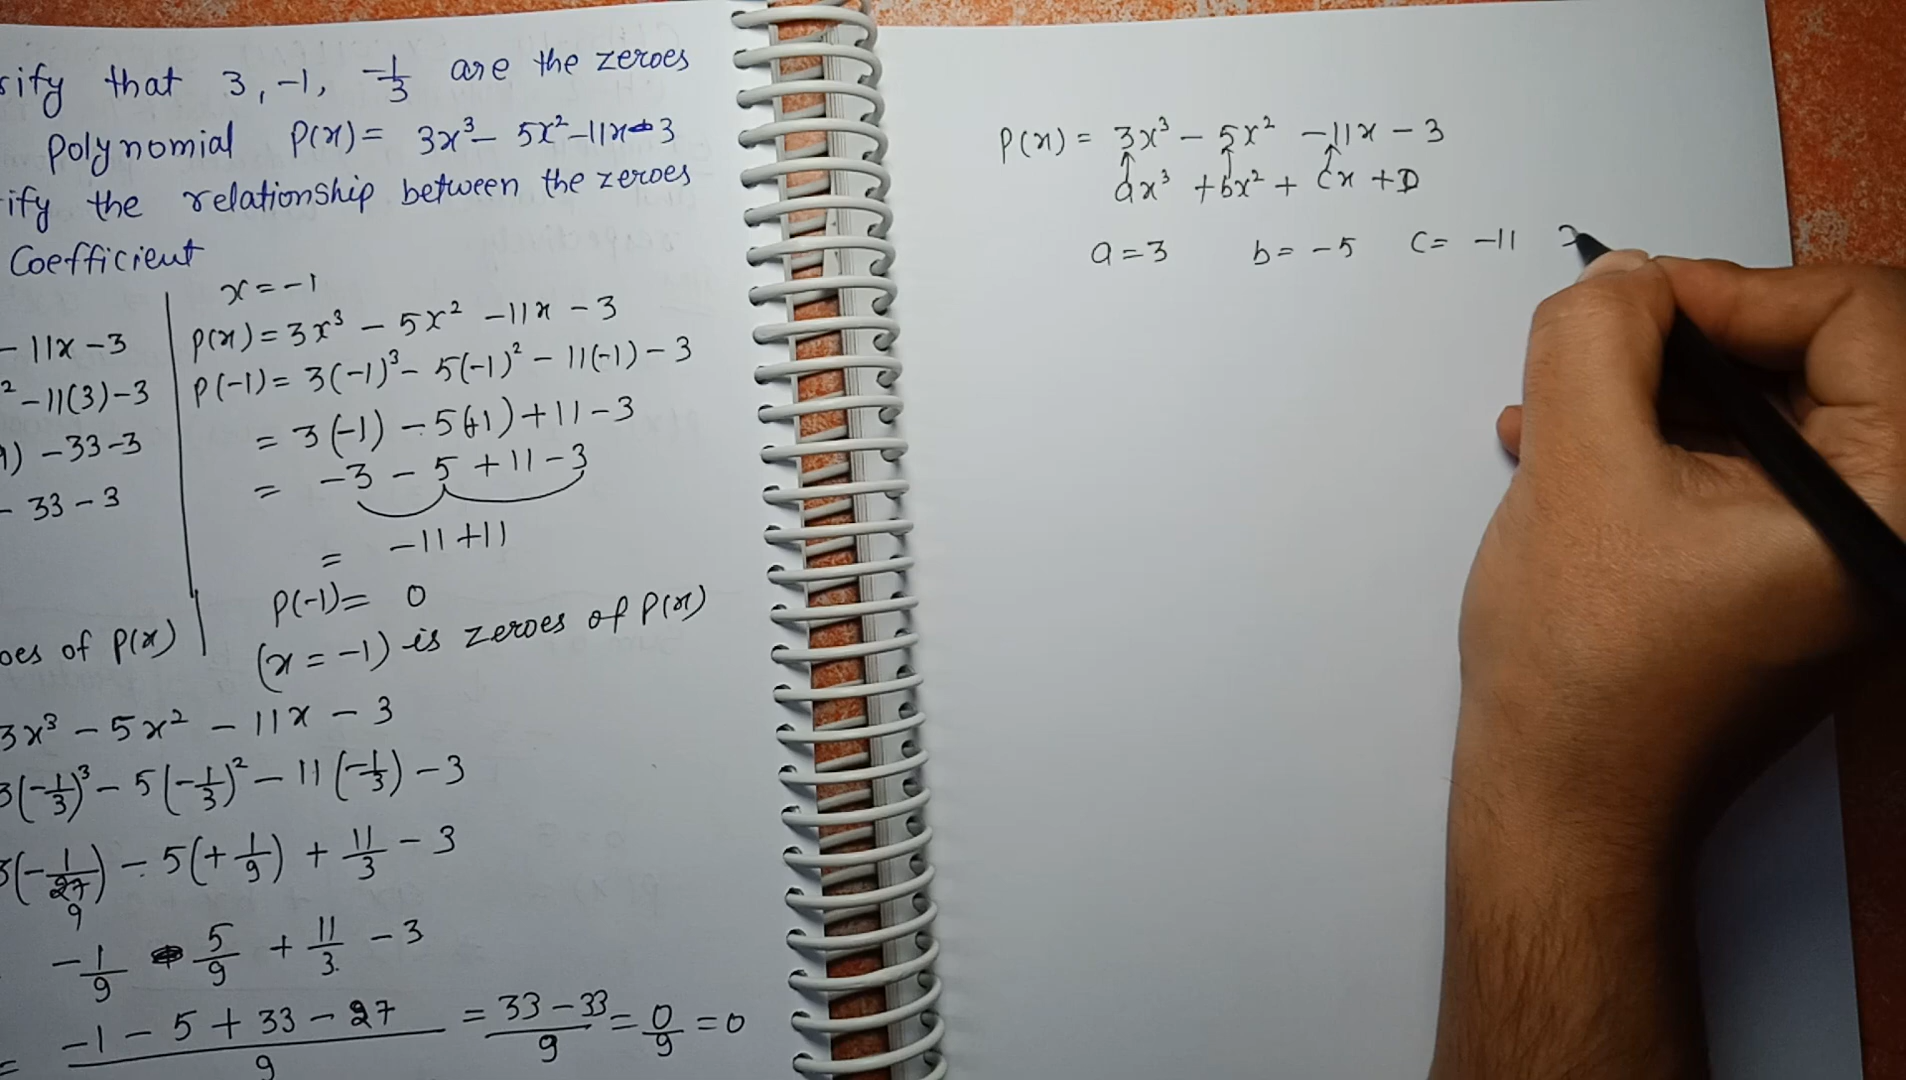 that 3, -1, -1/3 are the zeroes
Polynomial P(x) = 3x³ - 5x² - 11x - 3
the relationship between the zeroes
Coefficient
- 11x - 3
² - 11(3) - 3
) - 33 - 3
- 33 - 3
of P(x)
x = -1
P(x) = 3x³ - 5x² - 11x - 3
P(-1) = 3(-1)³ - 5(-1)² - 11(-1) - 3
= 3(-1) - 5(+1) + 11 - 3
= -3 - 5 + 11 - 3
= -11 + 11
P(-1) = 0
(x = -1) is zeroes of P(x)
3x³ - 5x² - 11x - 3
3(-1/3)³ - 5(-1/3)² - 11(-1/3) - 3
3(-1/27) - 5(+1/9) + 11/3 - 3
9
-1/9 - 5/9 + 11/3 - 3
= (-1 - 5 + 33 - 27)/9 = (33 - 33)/9 = 0/9 = 0
P(x) = 3x³ - 5x² - 11x - 3
ax³ + bx² + cx + D
a = 3 b = -5 c = -11